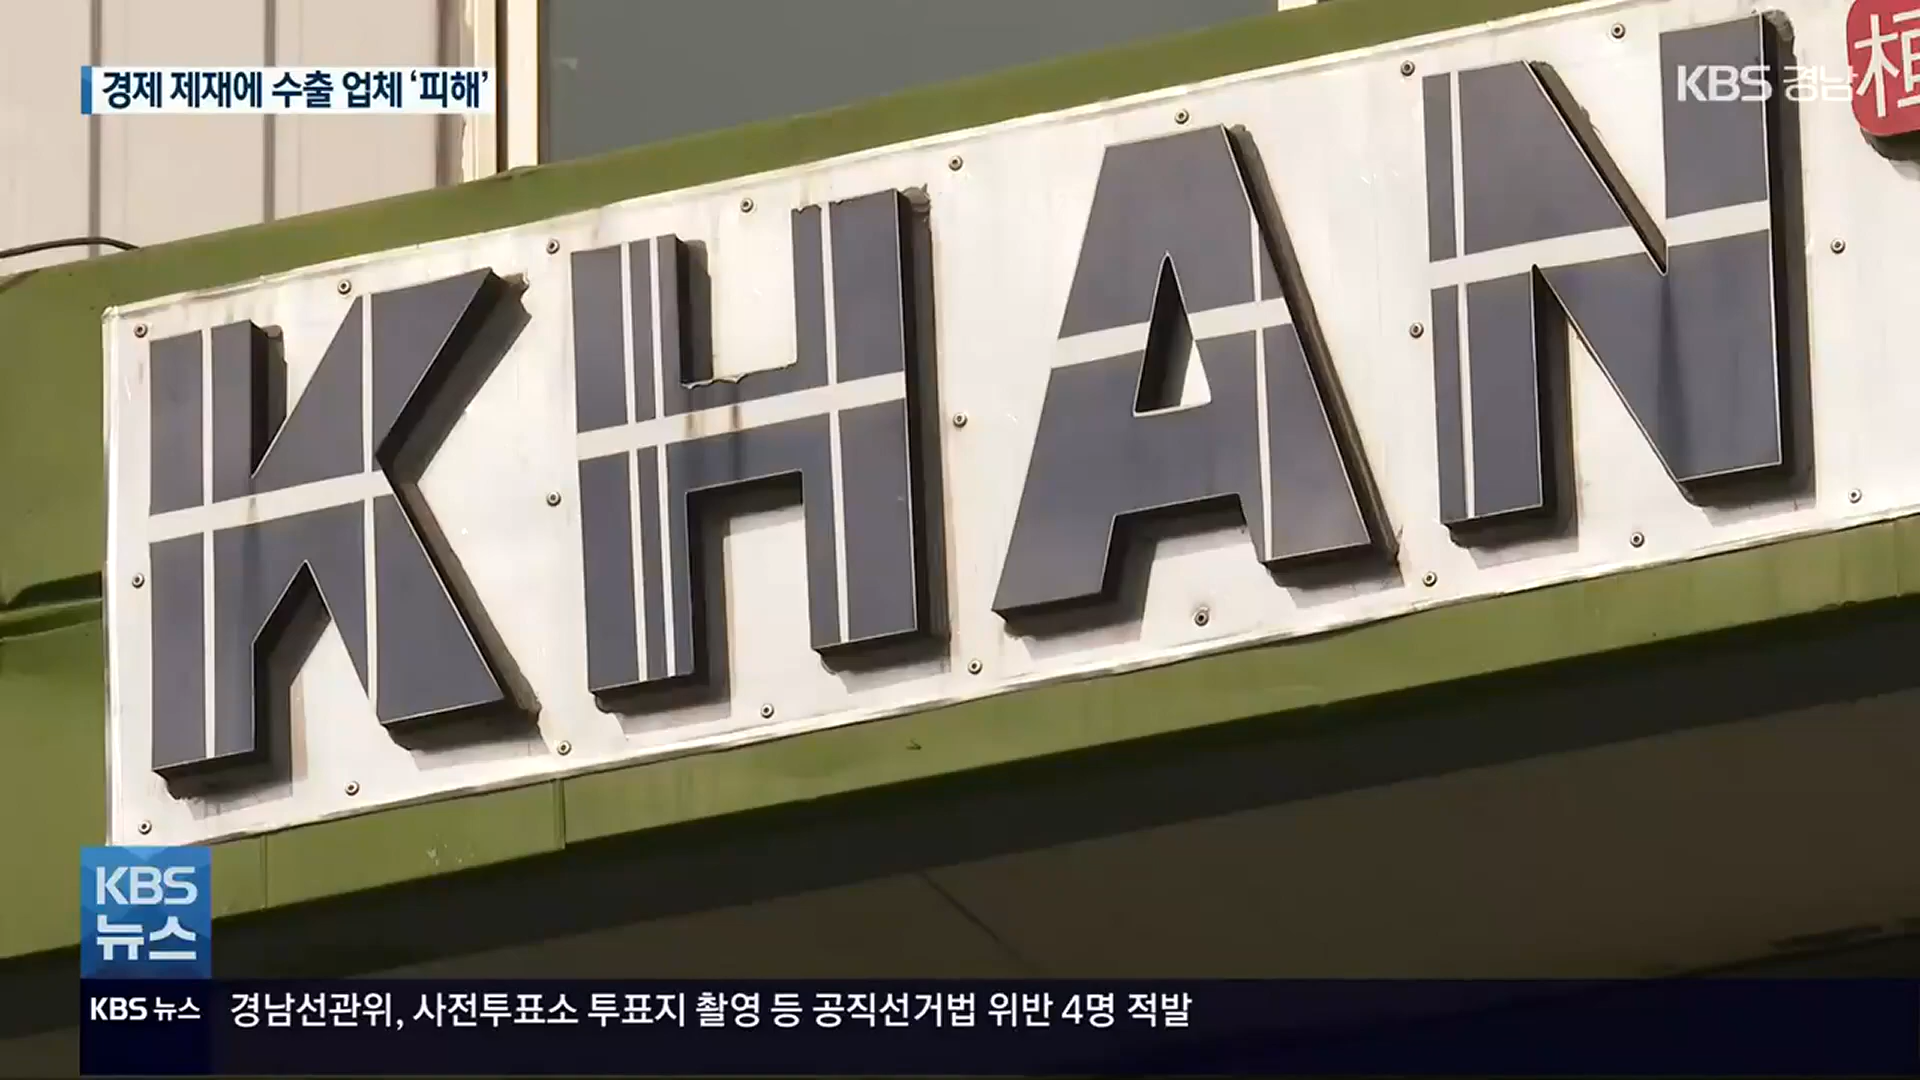 경제 제재에 수출 업체 ‘피해’
KBS 경남
KHAN
桓
KBS
뉴스
KBS 뉴스
경남선관위, 사전투표소 투표지 촬영 등 공직선거법 위반 4명 적발